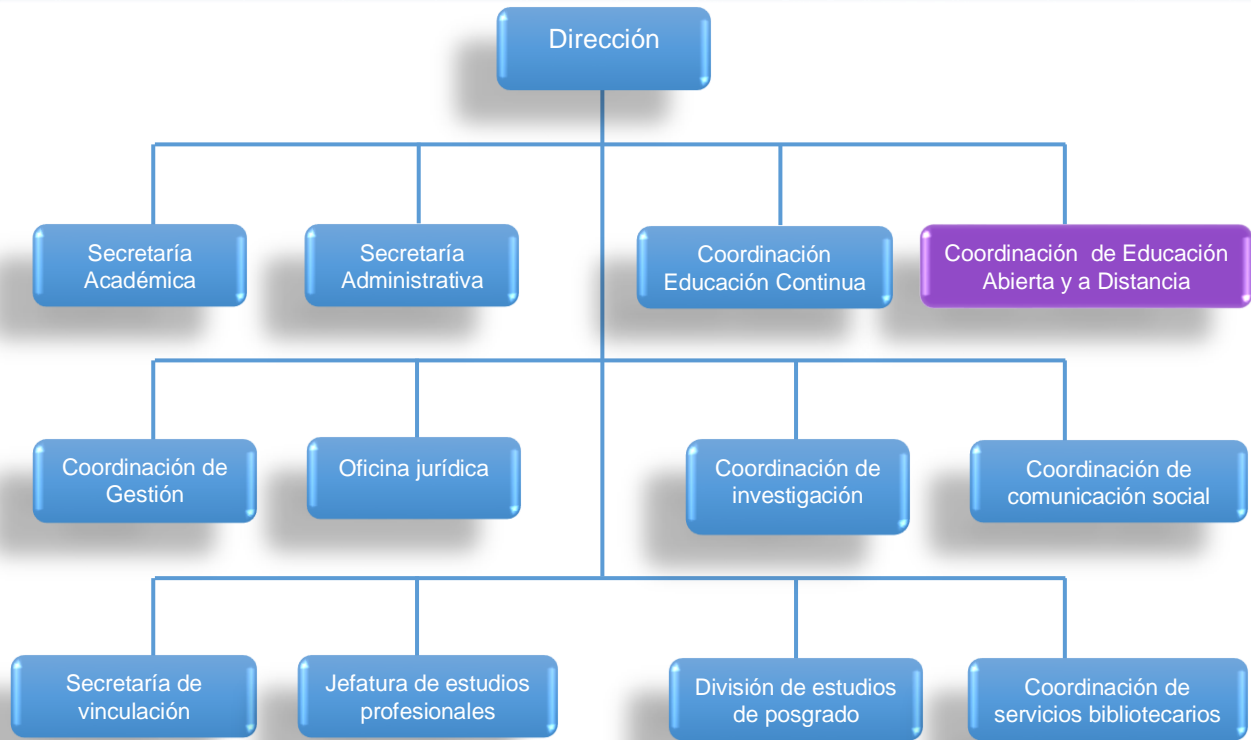 Dirección
Secretaría
Académica
Secretaría
Administrativa
Coordinación
Educación Continua
Coordinación de Educación
Abierta y a Distancia
Coordinación de
Gestión
Oficina jurídica
Coordinación de
investigación
Coordinación de
comunicación social
Secretaría de
vinculación
Jefatura de estudios
profesionales
División de estudios
de posgrado
Coordinación de
servicios bibliotecarios